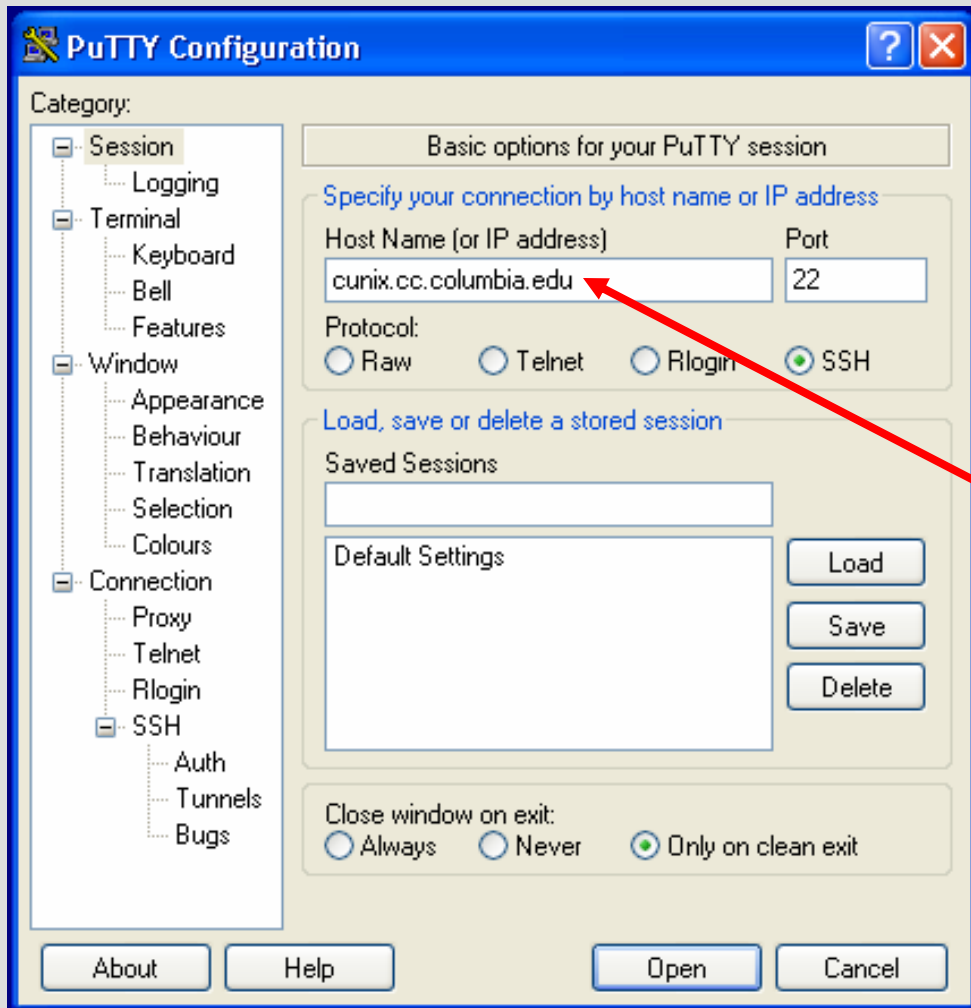 PuTTY Configuration
?
Category:
Session
Logging
Terminal
Keyboard
Bell
Features
Window
Appearance
Behaviour
Translation
Selection
Colours
Connection
Proxy
Telnet
Rlogin
SSH
Auth
Tunnels
Bugs
Basic options for your PuTTY session
Specify your connection by host name or IP address
Host Name (or IP address) Port
cunix.cc.columbia.edu 22
Protocol:
Raw Telnet Rlogin SSH
Load, save or delete a stored session
Saved Sessions
Default Settings
Load
Save
Delete
Close window on exit:
Always Never Only on clean exit
About Help Open Cancel